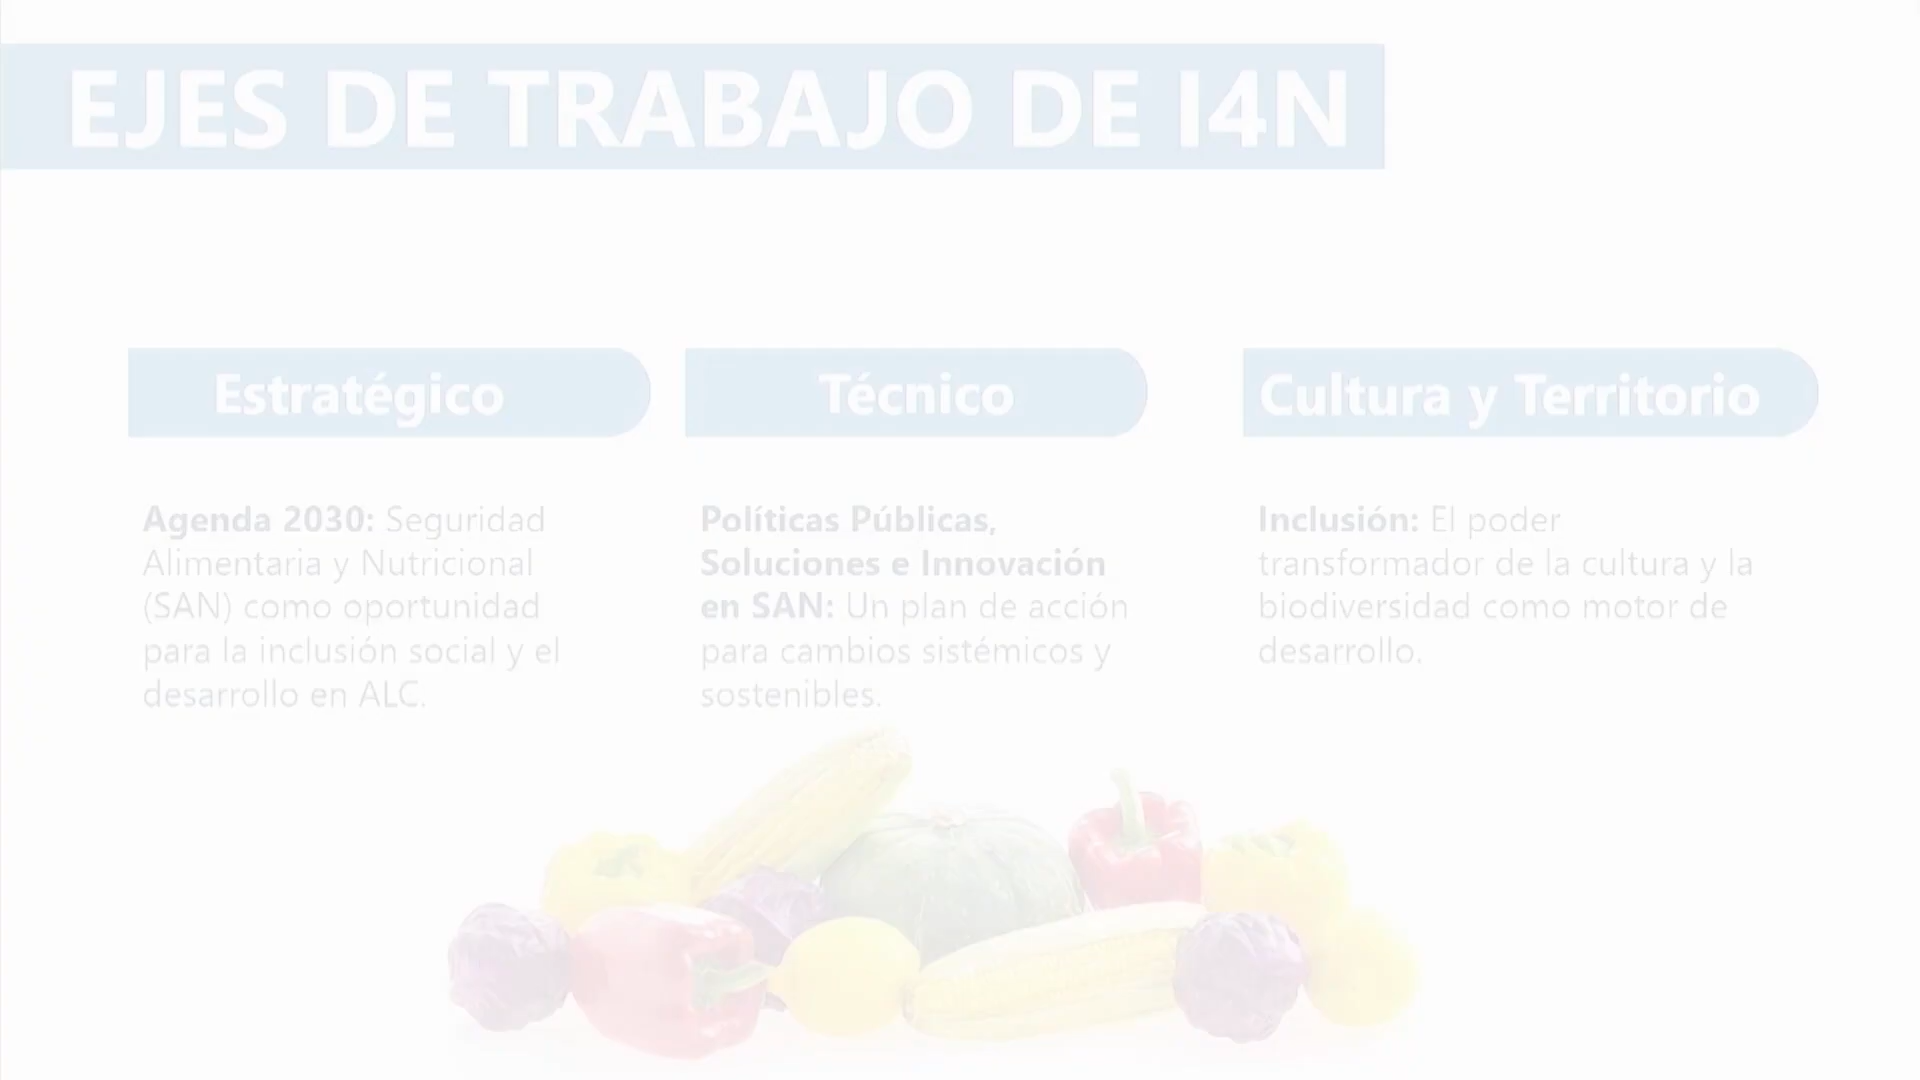 EJES DE TRABAJO DE I4N
Estratégico
Agenda 2030: Seguridad
Alimentaria y Nutricional
(SAN) como oportunidad
para la inclusión social y el
desarrollo en ALC.
Técnico
Políticas Públicas,
Soluciones e Innovación
en SAN: Un plan de acción
para cambios sistémicos y
sostenibles.
Cultura y Territorio
Inclusión: El poder
transformador de la cultura y la
biodiversidad como motor de
desarrollo.